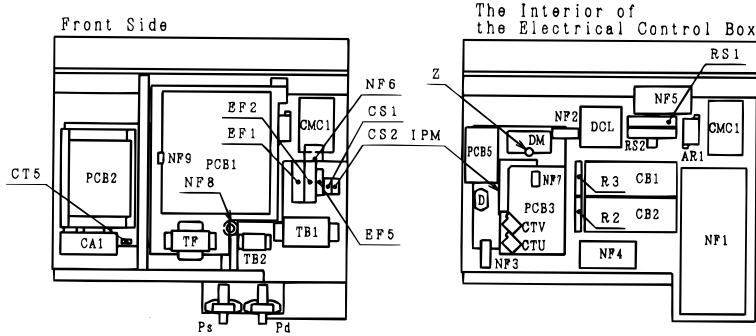 Front Side
The Interior of
the Electrical Control Box
RS1
NF6
EF2
CS1
EF1
CS2
IPM
Z
NF5
NF2
CMC1
DCL
CMC1
DM
RS2
AR1
NF9
PCB1
PCB5
CT5
PCB2
NF8
NF7
R3
CB1
D
PCB3
R2
CB2
CTV
NF1
CTU
CA1
TF
TB2
TB1
EF5
NF3
NF4
Ps
Pd